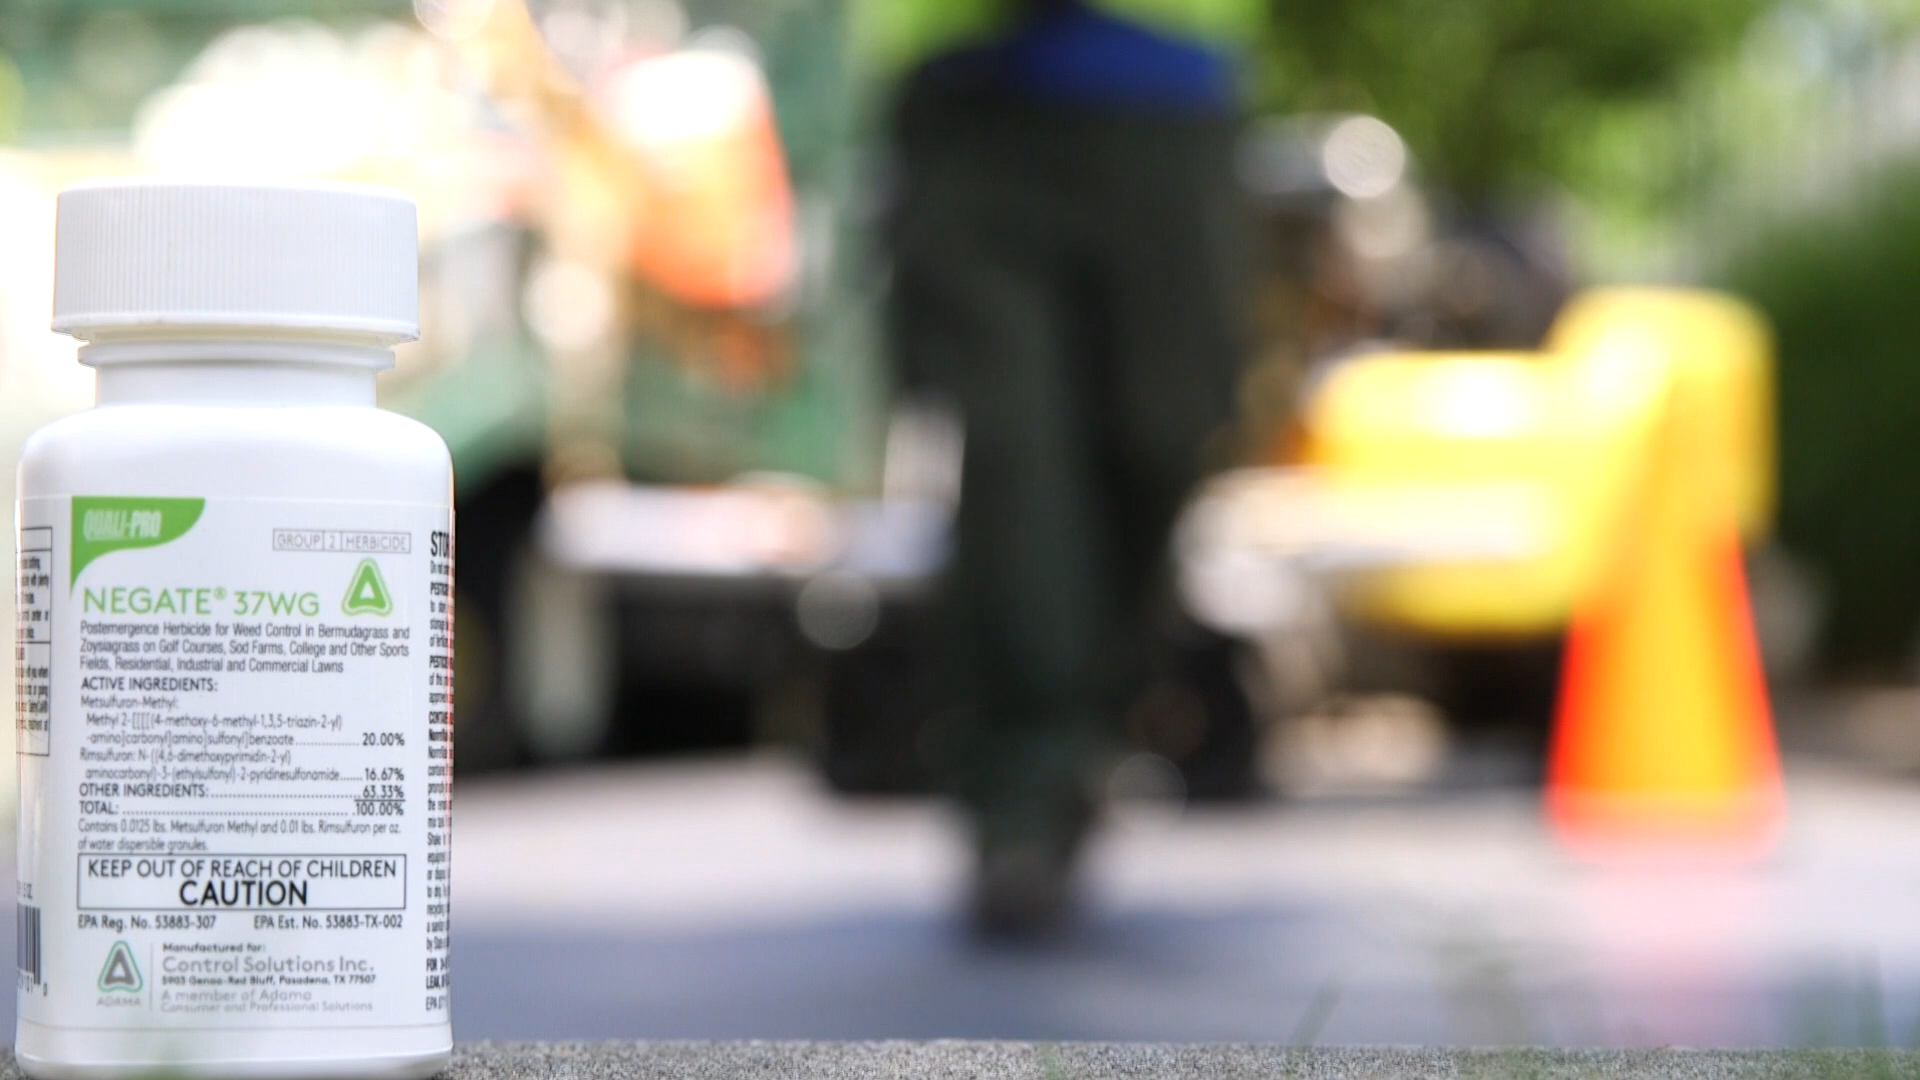 QUALI-PRO
GROUP 2 HERBICIDE
NEGATE® 37WG
Postemergence Herbicide for Weed Control in Bermudagrass and
Zoysiagrass on Golf Courses, Sod Farms, College and Other Sports
Fields, Residential, Industrial and Commercial Lawns
ACTIVE INGREDIENTS:
Metsulfuron-Methyl:
Methyl 2-[[[[(4-methoxy-6-methyl-1,3,5-triazin-2-yl)
-amino]carbonyl]amino]sulfonyl]benzoate.................20.00%
Rimsulfuron: N-((4,6-dimethoxypyrimidin-2-yl)
aminocarbonyl)-3-(ethylsulfonyl)-2-pyridinesulfonamide......16.67%
OTHER INGREDIENTS:.......................................63.33%
TOTAL:.......................................................100.00%
Contains 0.0125 lbs. Metsulfuron Methyl and 0.01 lbs. Rimsulfuron per oz.
of water dispersible granules.
KEEP OUT OF REACH OF CHILDREN
CAUTION
EPA Reg. No. 53883-307 EPA Est. No. 53883-TX-002
ADAMA
Manufactured for:
Control Solutions Inc.
5903 Genoa-Red Bluff, Pasadena, TX 77507
A member of Adama
Consumer and Professional Solutions